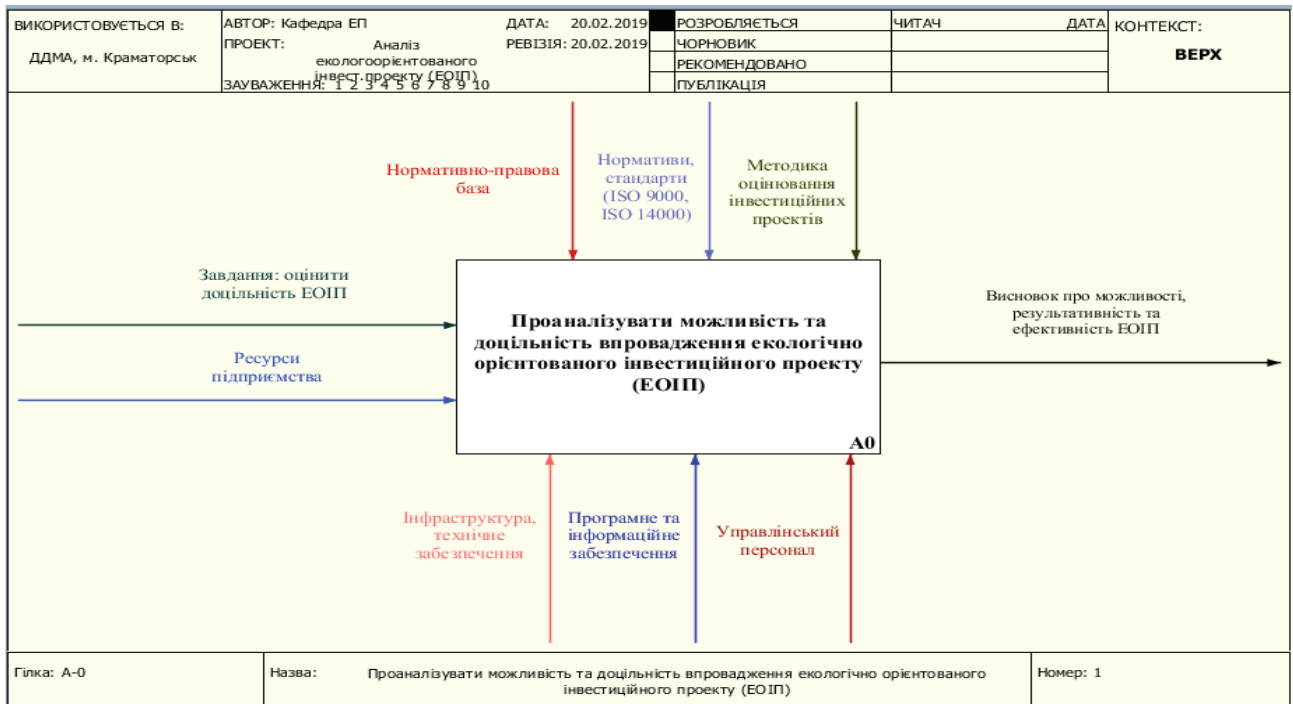 ВИКОРИСТОВУЄТЬСЯ В:
ДДМА, м. Краматорськ
АВТОР: Кафедра ЕП
ДАТА: 20.02.2019
ПРОЕКТ: Аналіз
екологоорієнтованого
інвест.проекту (ЕОІП)
РЕВІЗІЯ: 20.02.2019
ЗАУВАЖЕННЯ: 1 2 3 4 5 6 7 8 9 10
РОЗРОБЛЯЄТЬСЯ
ЧОРНОВИК
РЕКОМЕНДОВАНО
ПУБЛІКАЦІЯ
ЧИТАЧ
ДАТА
КОНТЕКСТ:
ВЕРХ
Нормативно-правова
база
Нормативи,
стандарти
(ISO 9000,
ISO 14000)
Методика
оцінювання
інвестиційних
проектів
Завдання: оцінити
доцільність ЕОІП
Ресурси
підприємства
Проаналізувати можливість та
доцільність впровадження екологічно
орієнтованого інвестиційного проекту
(ЕОІП)
A0
Висновок про можливості,
результативність та
ефективність ЕОІП
Інфраструктура,
технічне
забезпечення
Програмне та
інформаційне
забезпечення
Управлінський
персонал
Гілка: A-0
Назва: Проаналізувати можливість та доцільність впровадження екологічно орієнтованого
інвестиційного проекту (ЕОІП)
Номер: 1